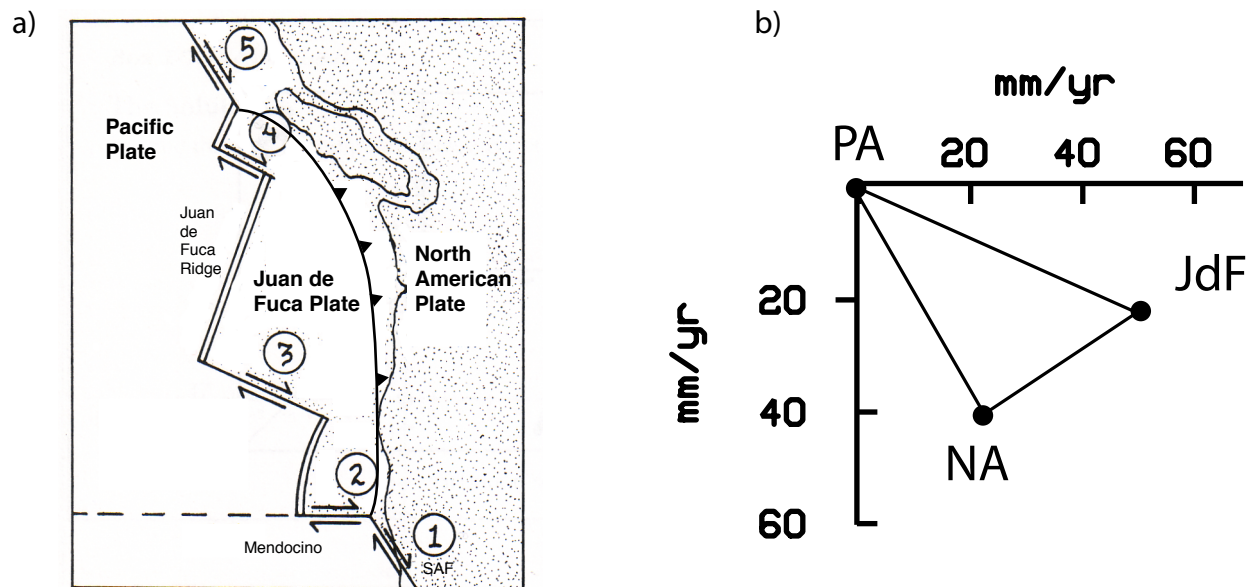 a)
5
4
Pacific
Plate
Juan
de
Fuca
Ridge
Juan de
Fuca Plate
North
American
Plate
3
2
Mendocino
1
SAF
b)
mm/yr
PA
20
40
60
JdF
20
mm/yr
40
NA
60